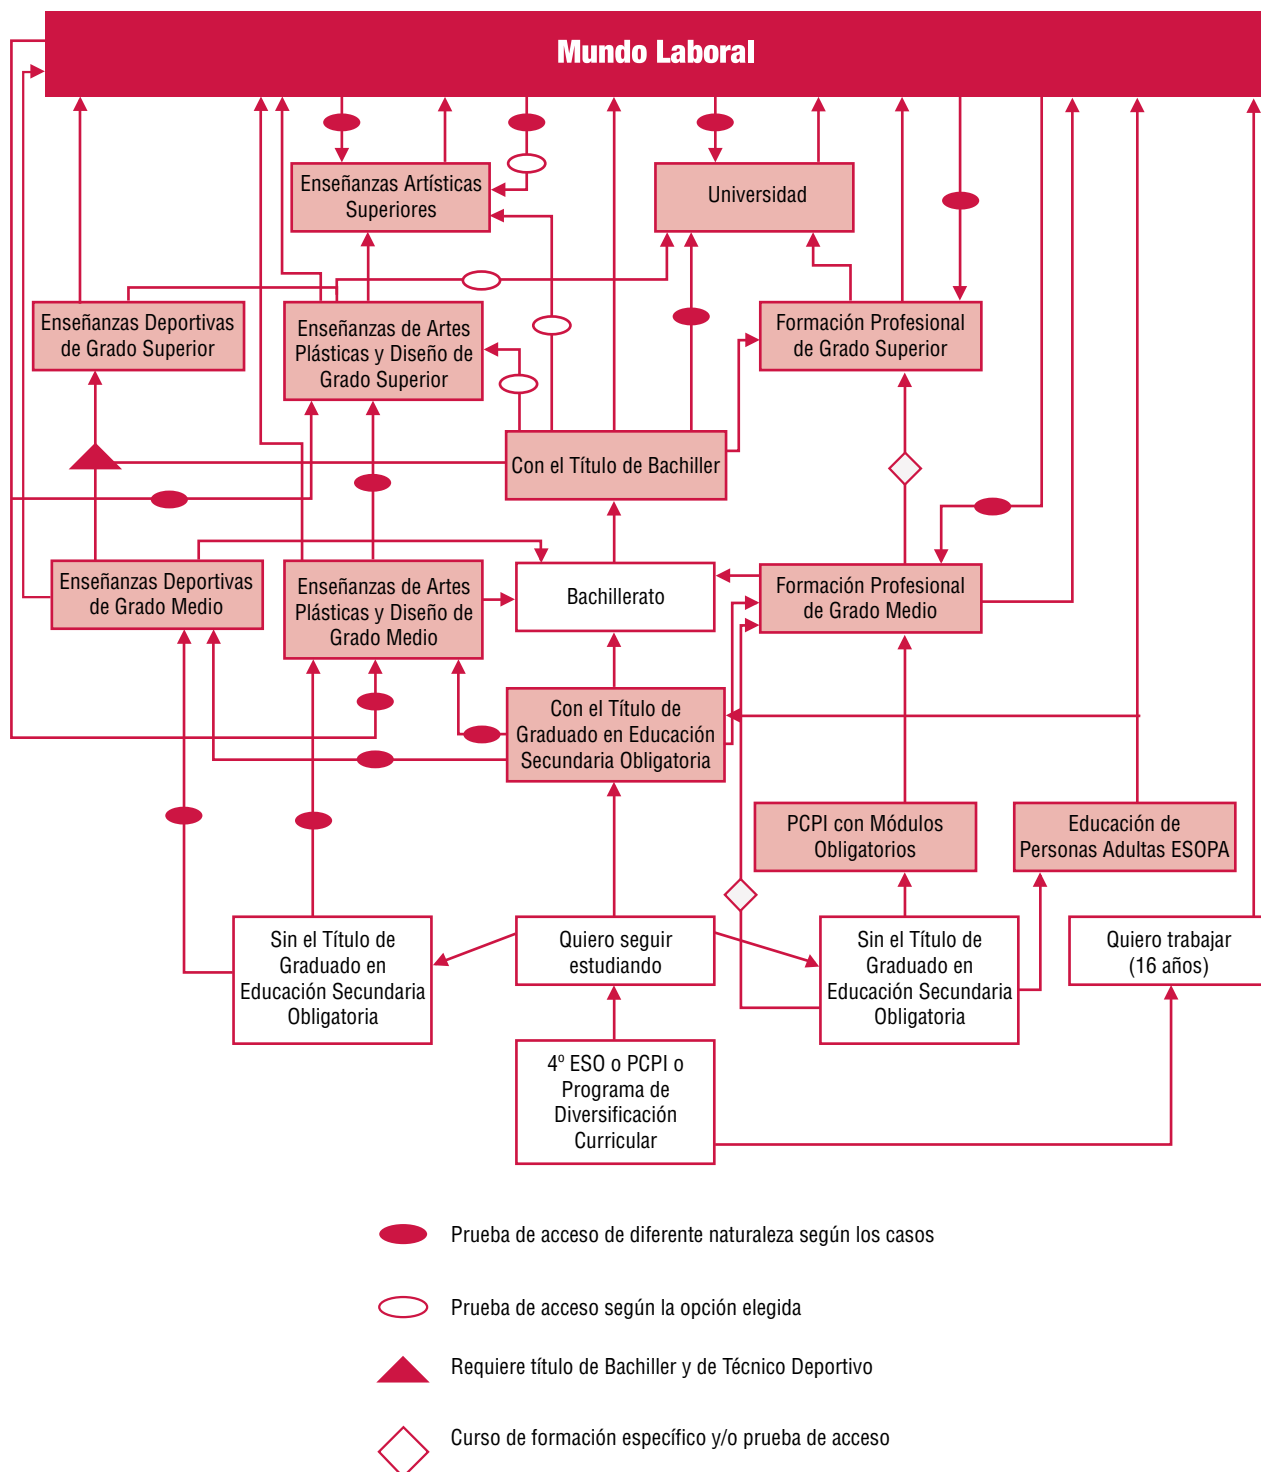 Mundo Laboral
Enseñanzas Artísticas
Superiores
Universidad
Enseñanzas Deportivas
de Grado Superior
Enseñanzas de Artes
Plásticas y Diseño de
Grado Superior
Formación Profesional
de Grado Superior
Con el Título de Bachiller
Enseñanzas Deportivas
de Grado Medio
Enseñanzas de Artes
Plásticas y Diseño de
Grado Medio
Bachillerato
Formación Profesional
de Grado Medio
Con el Título de
Graduado en Educación
Secundaria Obligatoria
PCPI con Módulos
Obligatorios
Educación de
Personas Adultas ESOPA
Sin el Título de
Graduado en
Educación Secundaria
Obligatoria
Quiero seguir
estudiando
Sin el Título de
Graduado en
Educación Secundaria
Obligatoria
Quiero trabajar
(16 años)
4º ESO o PCPI o
Programa de
Diversificación
Curricular
Prueba de acceso de diferente naturaleza según los casos
Prueba de acceso según la opción elegida
Requiere título de Bachiller y de Técnico Deportivo
Curso de formación específico y/o prueba de acceso